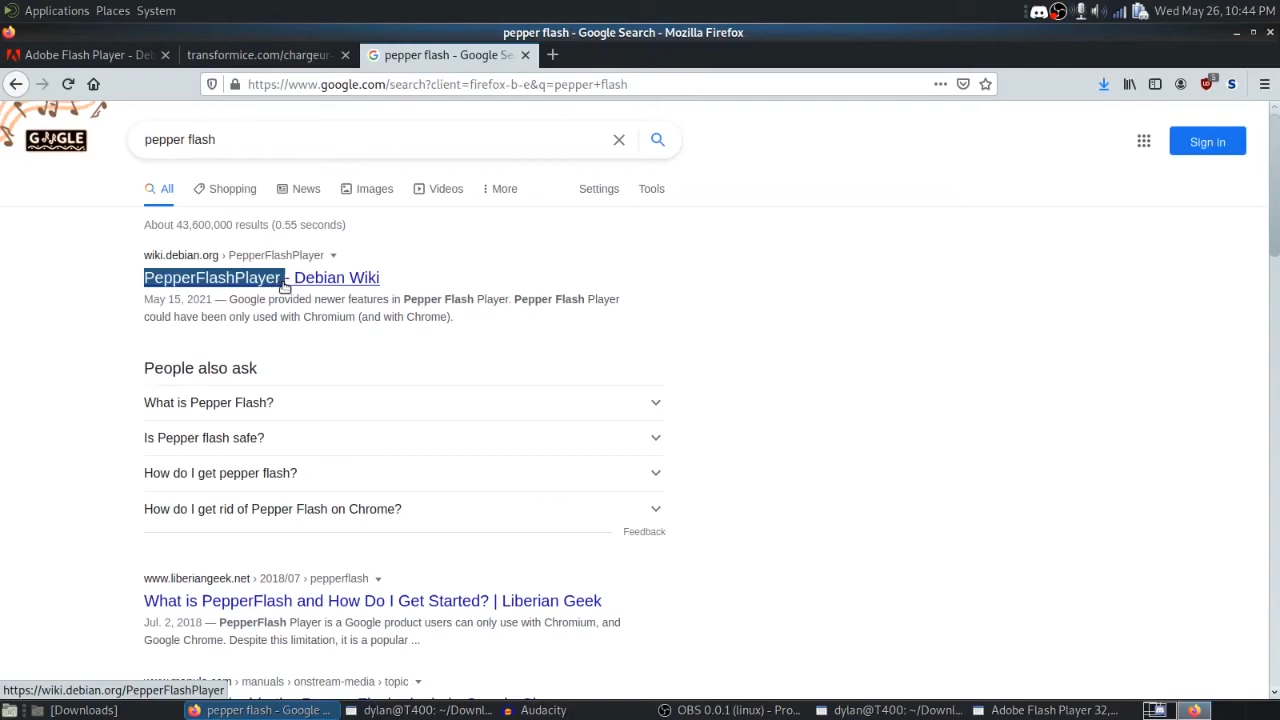 Applications Places System
Wed May 26, 10:44 PM
pepper flash - Google Search - Mozilla Firefox
Adobe Flash Player - De
transformice.com/chargeur-
pepper flash - Google Se
https://www.google.com/search?client=firefox-b-e&q=pepper+flash
5
S
GOOGLE
pepper flash
Sign in
All
Shopping
News
Images
Videos
More
Settings
Tools
About 43,600,000 results (0.55 seconds)
wiki.debian.org › PepperFlashPlayer
PepperFlashPlayer - Debian Wiki
May 15, 2021 — Google provided newer features in Pepper Flash Player. Pepper Flash Player
could have been only used with Chromium (and with Chrome).
People also ask
What is Pepper Flash?
Is Pepper flash safe?
How do I get pepper flash?
How do I get rid of Pepper Flash on Chrome?
Feedback
www.liberiangeek.net › 2018/07 › pepperflash
What is PepperFlash and How Do I Get Started? | Liberian Geek
Jul. 2, 2018 — PepperFlash Player is a Google product users can only use with Chromium, and
Google Chrome. Despite this limitation, it is a popular ...
› manuals › onstream-media › topic
https://wiki.debian.org/PepperFlashPlayer
[Downloads]
pepper flash - Google ...
dylan@T400: ~/Downl...
Audacity
OBS 0.0.1 (linux) - Pro...
dylan@T400: ~/Downl...
Adobe Flash Player 32,...